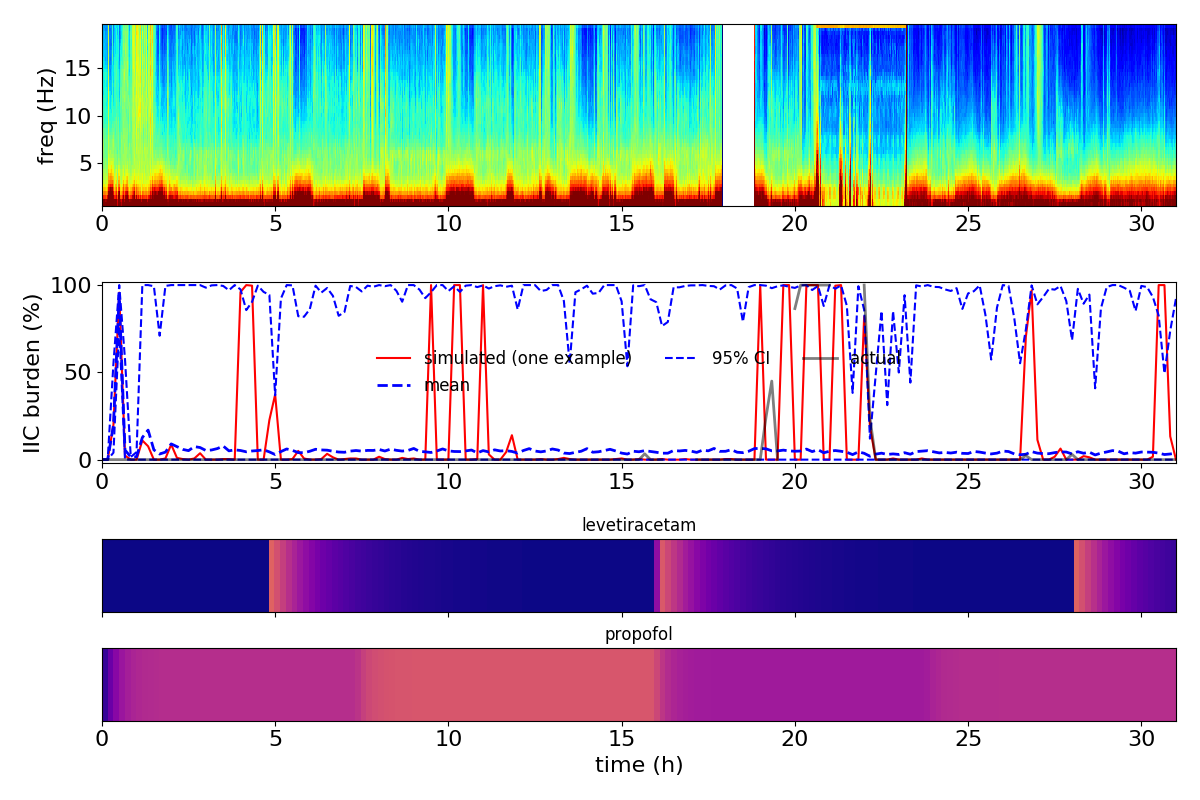 freq (Hz)
15
10
5
0 5 10 15 20 25 30
IIC burden (%)
100
50
0
simulated (one example) 95% CI actual
mean
0 5 10 15 20 25 30
levetiracetam
propofol
0 5 10 15 20 25 30
time (h)